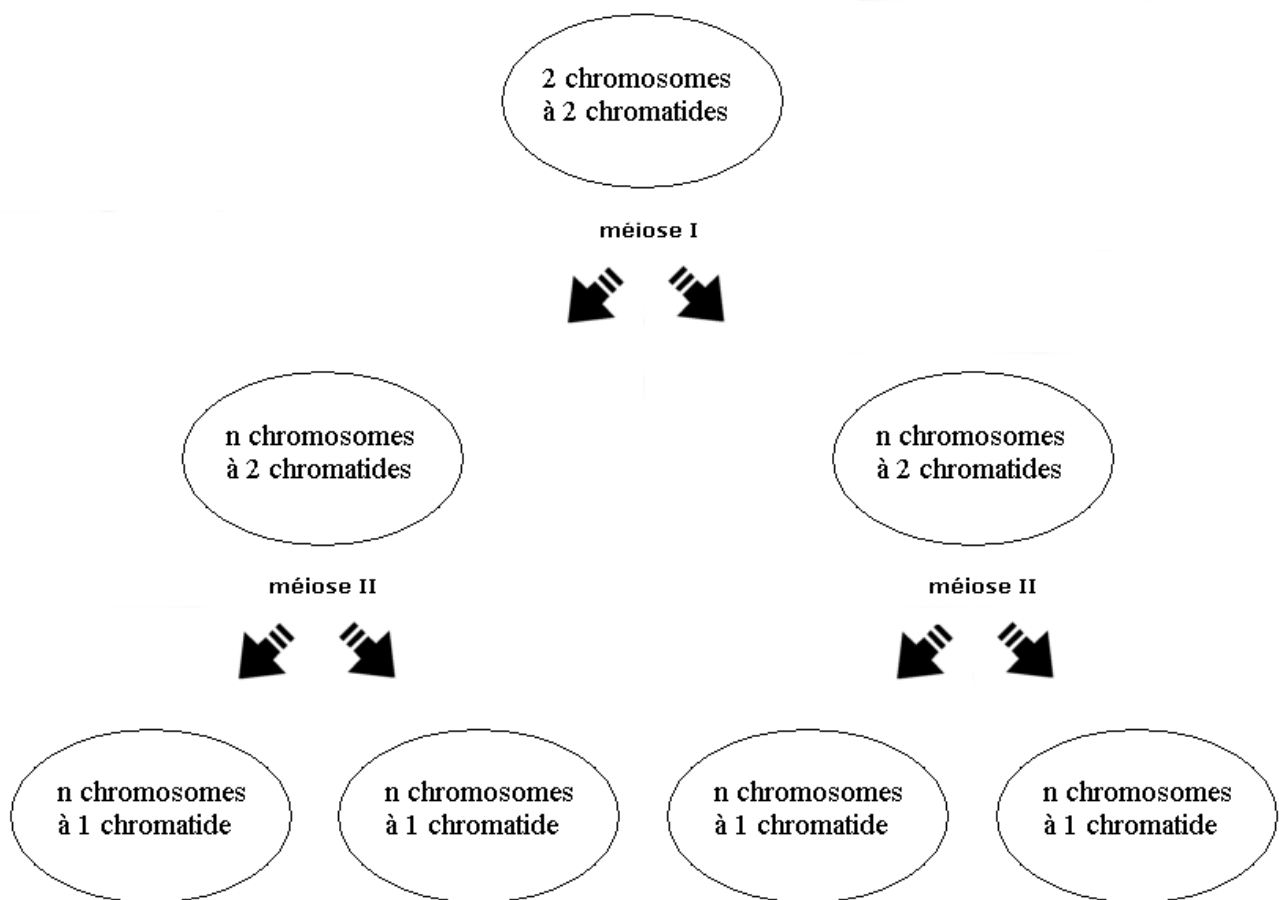 2 chromosomes
à 2 chromatides
méiose I
n chromosomes
à 2 chromatides
n chromosomes
à 2 chromatides
méiose II
méiose II
n chromosomes
à 1 chromatide
n chromosomes
à 1 chromatide
n chromosomes
à 1 chromatide
n chromosomes
à 1 chromatide